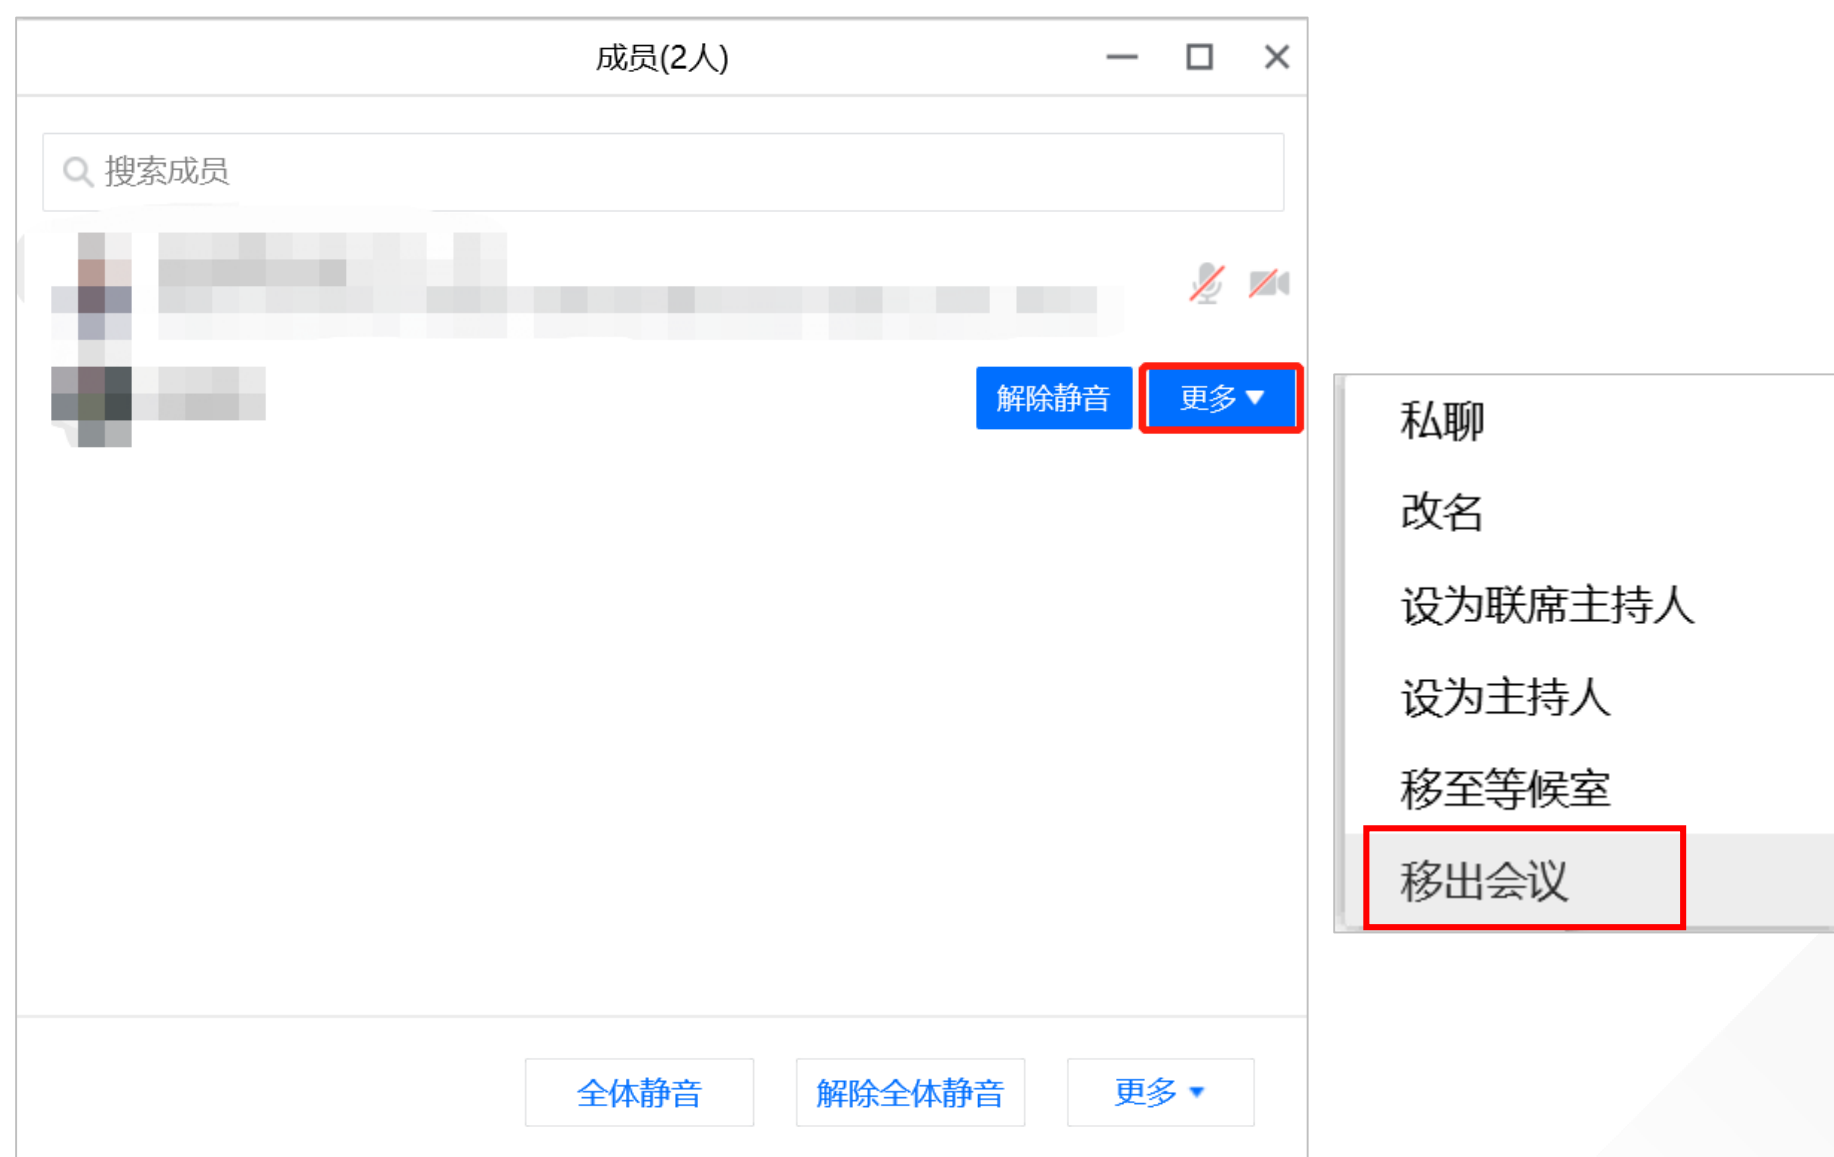 成员(2人)
搜索成员
解除静音
更多
私聊
改名
设为联席主持人
设为主持人
移至等候室
移出会议
全体静音
解除全体静音
更多